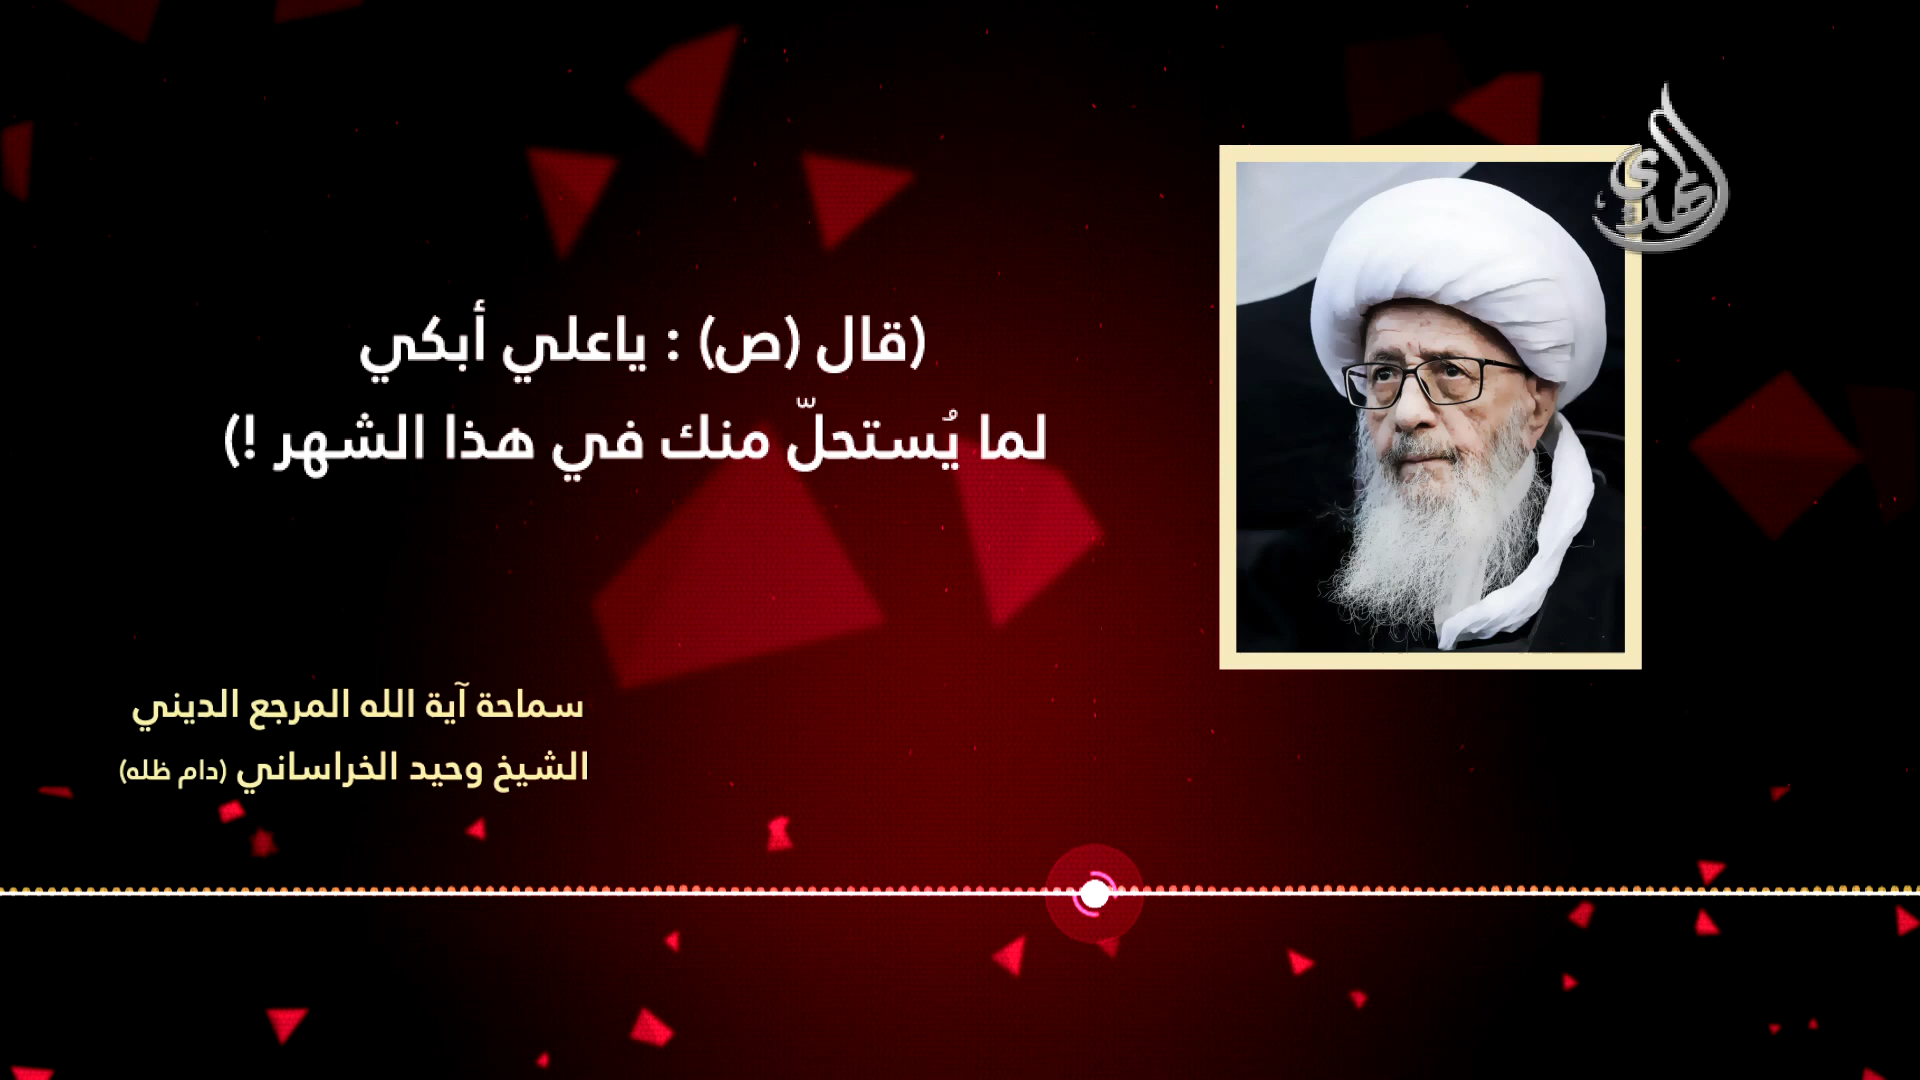 (قال (ص) : ياعلي أبكي
لما يُستحلّ منك في هذا الشهر !)
سماحة آية الله المرجع الديني
الشيخ وحيد الخراساني (دام ظله)
الهدى